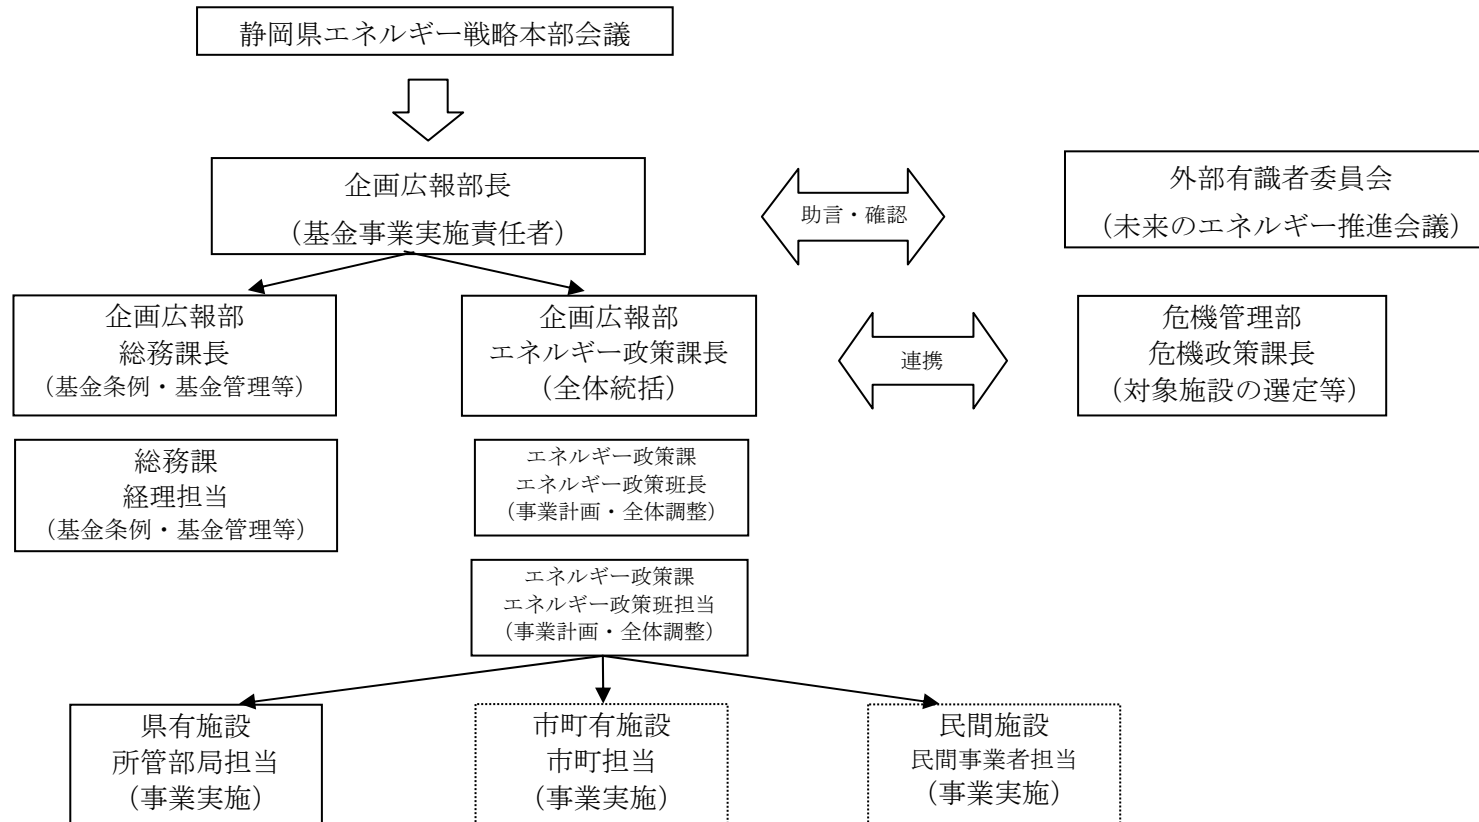 静岡県エネルギー戦略本部会議
企画広報部長
（基金事業実施責任者）
助言・確認
外部有識者委員会
（未来のエネルギー推進会議）
企画広報部
総務課長
（基金条例・基金管理等）
企画広報部
エネルギー政策課長
（全体統括）
連携
危機管理部
危機政策課長
（対象施設の選定等）
総務課
経理担当
（基金条例・基金管理等）
エネルギー政策課
エネルギー政策班長
（事業計画・全体調整）
エネルギー政策課
エネルギー政策班担当
（事業計画・全体調整）
県有施設
所管部局担当
（事業実施）
市町有施設
市町担当
（事業実施）
民間施設
民間事業者担当
（事業実施）